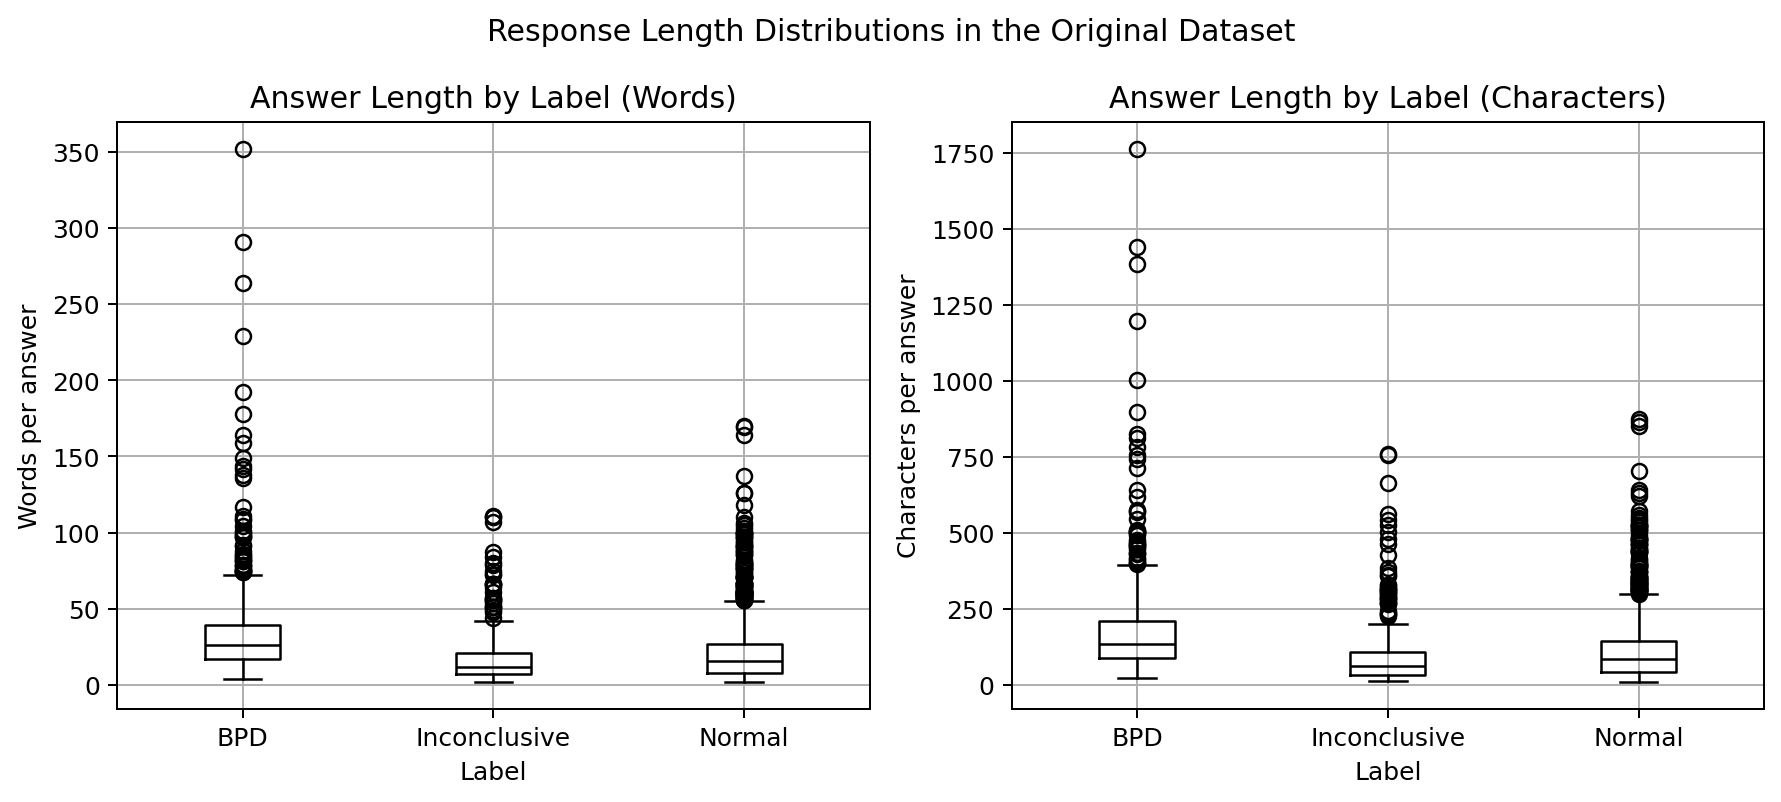 Response Length Distributions in the Original Dataset
Answer Length by Label (Words)
Words per answer
350
300
250
200
150
100
50
0
BPD
Inconclusive
Normal
Label
Answer Length by Label (Characters)
Characters per answer
1750
1500
1250
1000
750
500
250
0
BPD
Inconclusive
Normal
Label